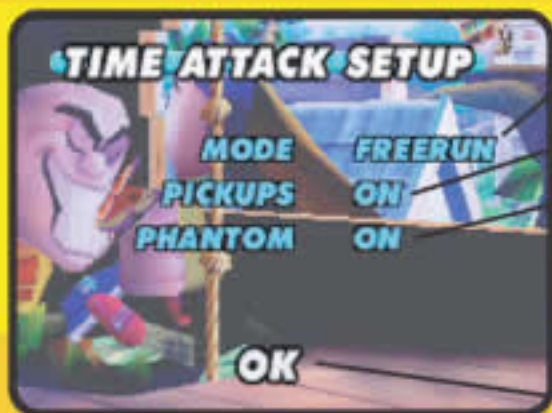 TIME ATTACK SETUP
MODE FREERUN
PICKUPS ON
PHANTOM ON
OK